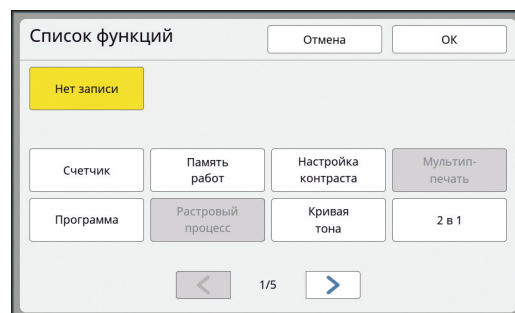 Список функций
Отмена
ОК
Нет записи
Счетчик
Память
работ
Настройка
контраста
Мультип-
печать
Программа
Растровый
процесс
Кривая
тона
2 в 1
1/5